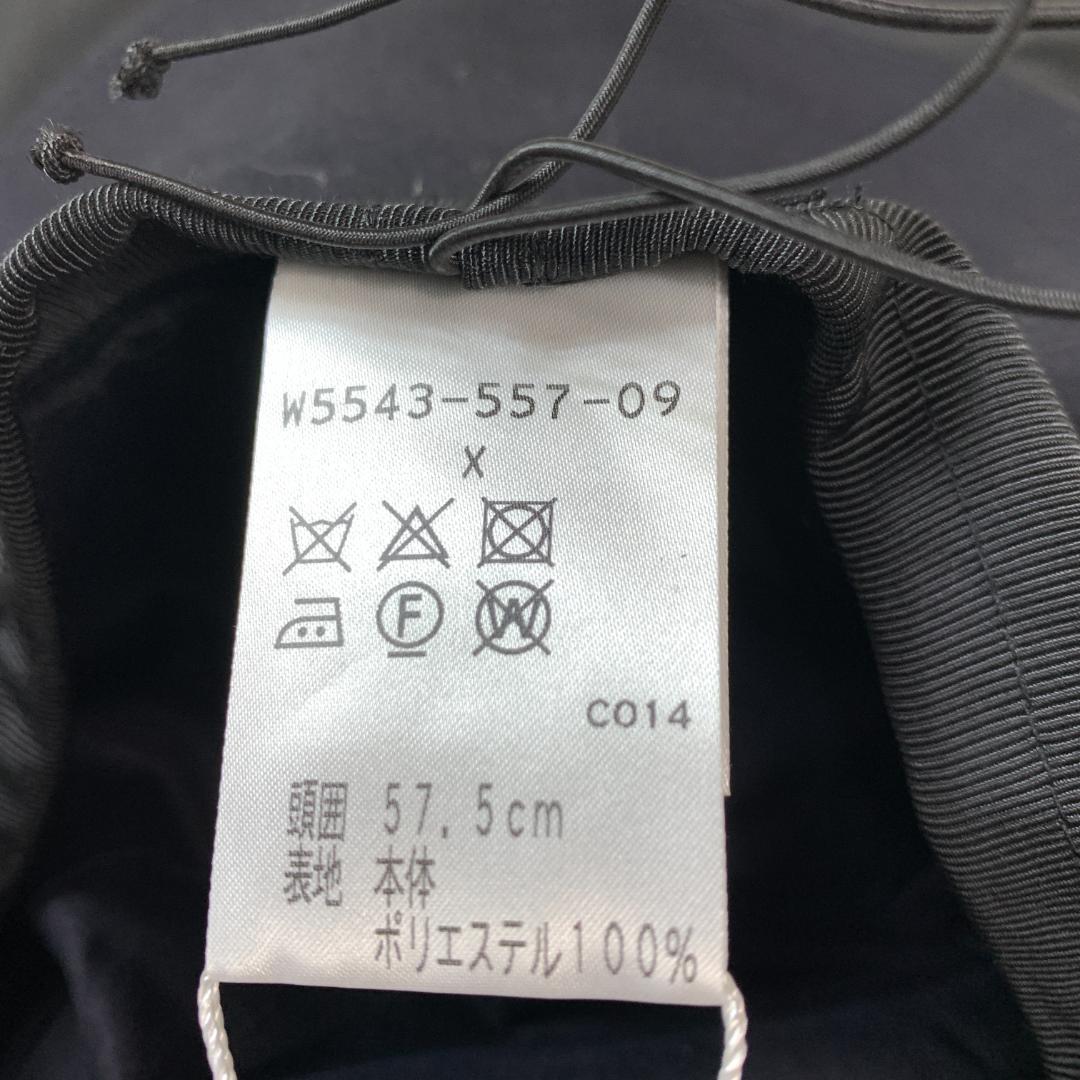 W5543-557-09
X
F W
C014
頭囲 57.5cm
表地 本体
ポリエステル100%